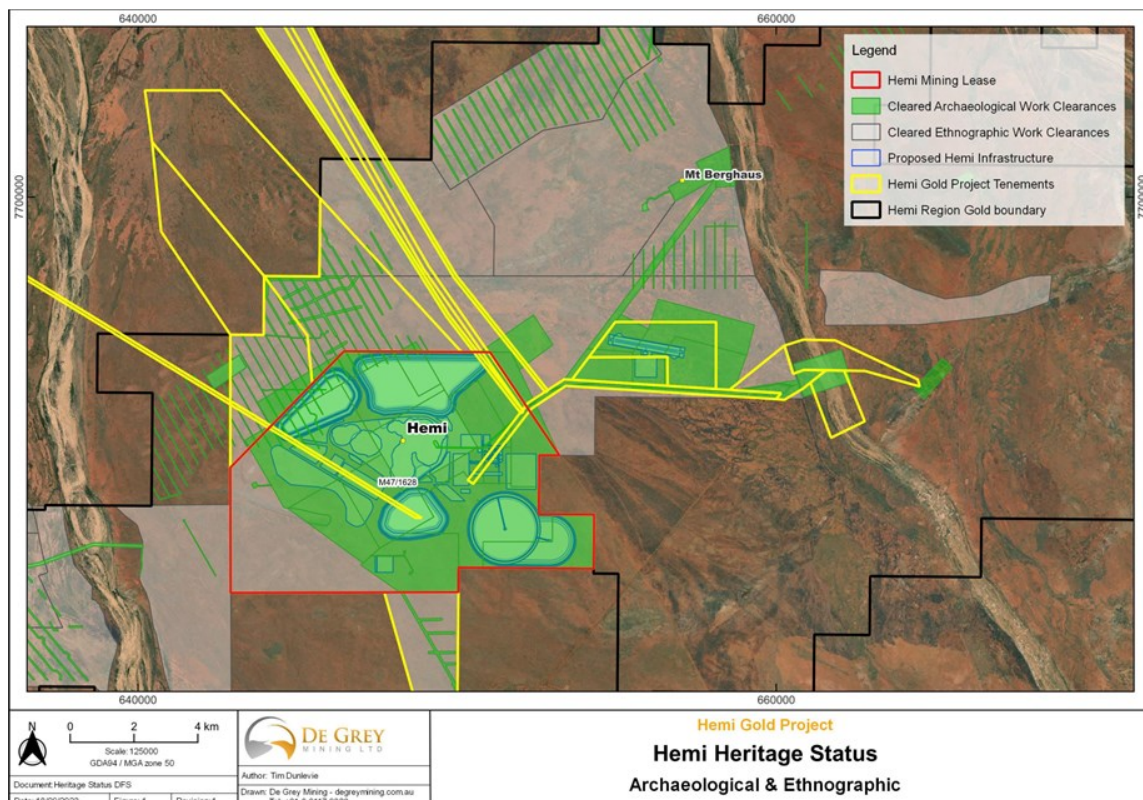 640000 660000
Legend
Hemi Mining Lease
Cleared Archaeological Work Clearances
Cleared Ethnographic Work Clearances
Proposed Hemi Infrastructure
Hemi Gold Project Tenements
Hemi Region Gold boundary
7700000 7700000
Mt Berghaus
Hemi
M47/1628
640000 660000
N
0 2 4 km
Scale:125000
GDA94 / MGA zone 50
Document:Heritage Status DFS
DE GREY
MINING LTD
Author: Tim Dunlevie
Drawn: De Grey Mining - degreymining.com.au
Hemi Gold Project
Hemi Heritage Status
Archaeological & Ethnographic